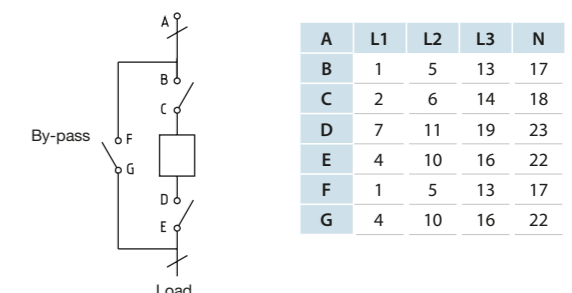 A
B
C
By-pass
F
G
D
E
Load
A L1 L2 L3 N
B 1 5 13 17
C 2 6 14 18
D 7 11 19 23
E 4 10 16 22
F 1 5 13 17
G 4 10 16 22